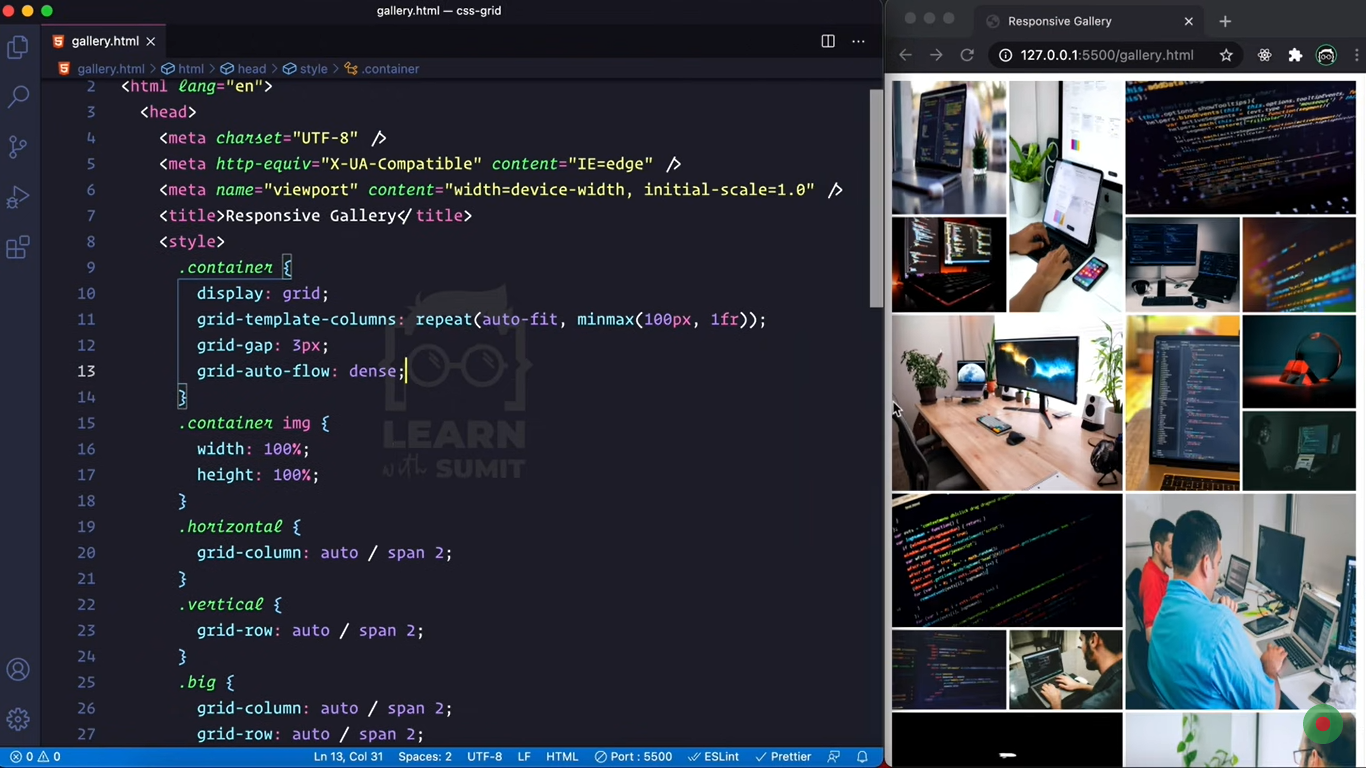 gallery.html — css-grid
gallery.html
gallery.html > html > head > style > .container
2 <html lang="en">
3 <head>
4 <meta charset="UTF-8" />
5 <meta http-equiv="X-UA-Compatible" content="IE=edge" />
6 <meta name="viewport" content="width=device-width, initial-scale=1.0" />
7 <title>Responsive Gallery</title>
8 <style>
9 .container {
10 display: grid;
11 grid-template-columns: repeat(auto-fit, minmax(100px, 1fr));
12 grid-gap: 3px;
13 grid-auto-flow: dense;
14 }
15 .container img {
16 width: 100%;
17 height: 100%;
18 }
19 .horizontal {
20 grid-column: auto / span 2;
21 }
22 .vertical {
23 grid-row: auto / span 2;
24 }
25 .big {
26 grid-column: auto / span 2;
27 grid-row: auto / span 2;
LEARN
with SUMIT
0 0 Ln 13, Col 31 Spaces: 2 UTF-8 LF HTML Port : 5500 ESLint Prettier
Responsive Gallery
127.0.0.1:5500/gallery.html